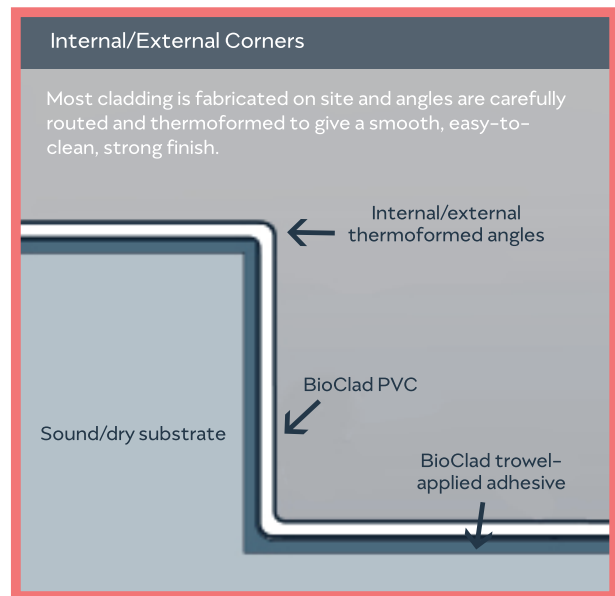 Internal/External Corners
Most cladding is fabricated on site and angles are carefully
routed and thermoformed to give a smooth, easy-to-
clean, strong finish.
Internal/external
thermoformed angles
BioClad PVC
Sound/dry substrate
BioClad trowel-
applied adhesive